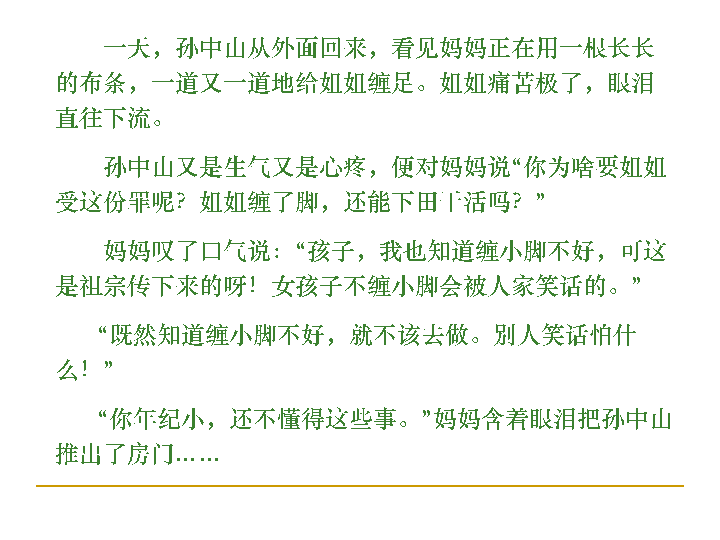 一天，孙中山从外面回来，看见妈妈正在用一根长长
的布条，一道又一道地给姐姐缠足。姐姐痛苦极了，眼泪
直往下流。
孙中山又是生气又是心疼，便对妈妈说“你为啥要姐姐
受这份罪呢？姐姐缠了脚，还能下田干活吗？”
妈妈叹了口气说：“孩子，我也知道缠小脚不好，可这
是祖宗传下来的呀！女孩子不缠小脚会被人家笑话的。”
“既然知道缠小脚不好，就不该去做。别人笑话怕什
么！”
“你年纪小，还不懂得这些事。”妈妈含着眼泪把孙中山
推出了房门……